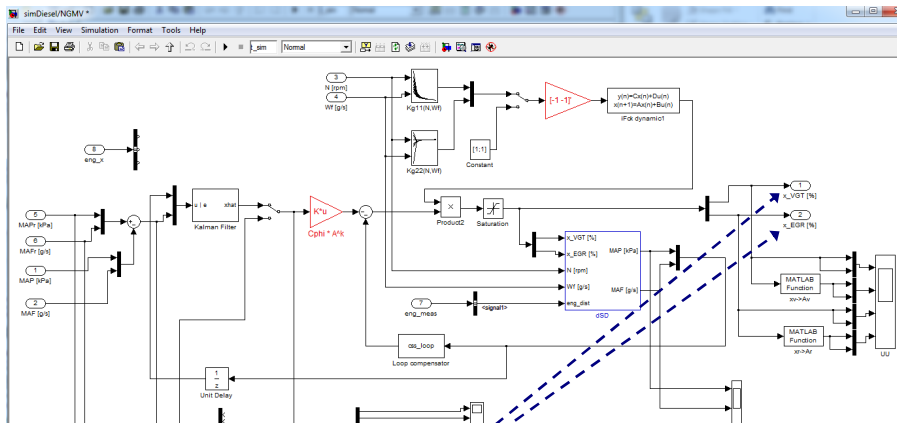 simDiesel/NGMV *
File Edit View Simulation Format Tools Help
t_sim
Normal
3
N [rpm]
4
Wf [g/s]
Kg11(N,Wf)
Kg22(N,Wf)
[1;1]
Constant
[-1 -1]'
y(n)=Cx(n)+Du(n)
x(n+1)=Ax(n)+Bu(n)
8
eng_x
5
MAPr [kPa]
6
MAFr [g/s]
1
MAP [kPa]
2
MAF [g/s]
u | e
xhat
Kalman Filter
K*u
Cphi * A^k
×
Product2
Saturation
1
x_VGT [%]
2
x_EGR [%]
x_VGT [%]
x_EGR [%]
N [rpm]
Wf [g/s]
eng_dist
MAP [kPa]
MAF [g/s]
dSD
7
eng_meas
<signal1>
css_loop
Loop compensator
1
z
Unit Delay
MATLAB
Function
xv->Av
MATLAB
Function
xr->Ar
UU